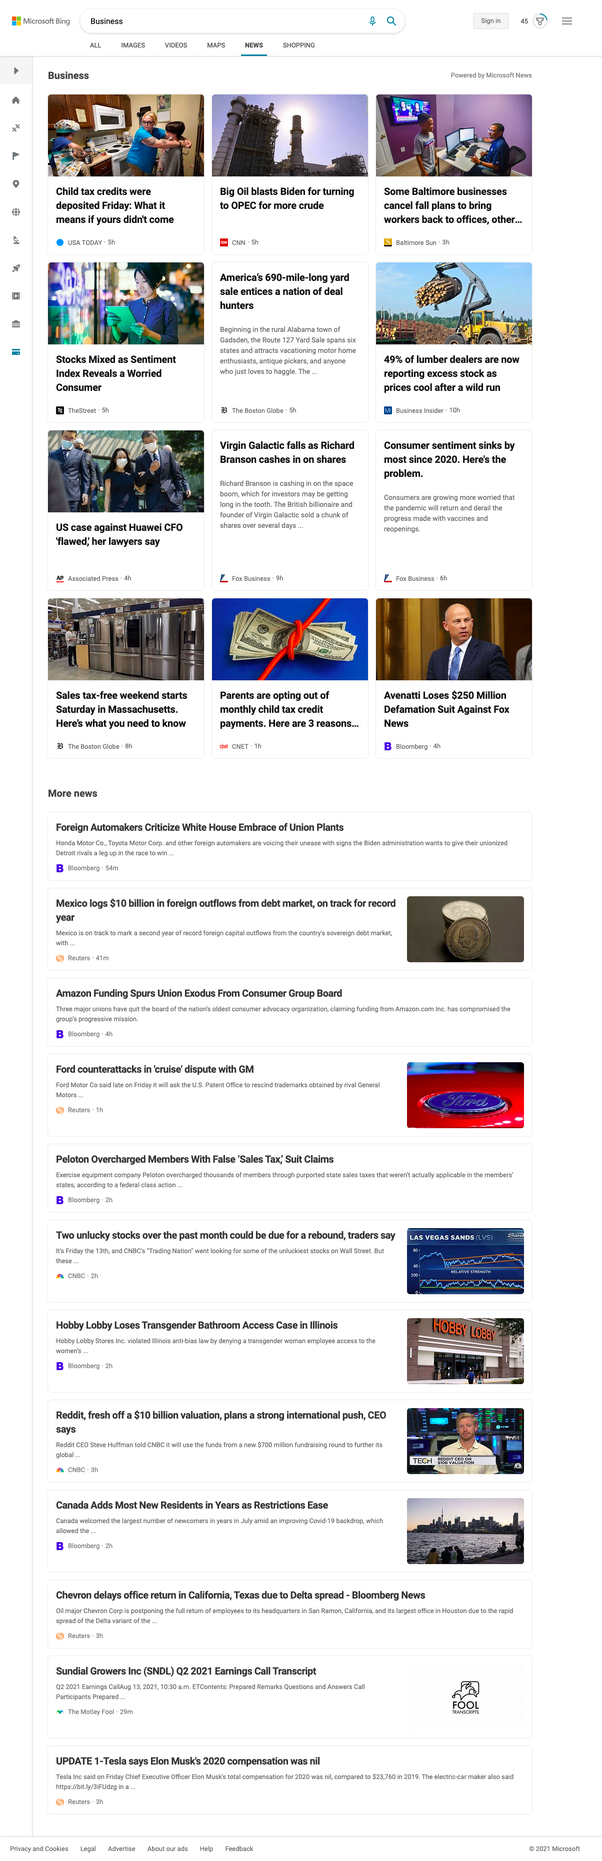 Microsoft Bing
Business
Sign in
45
ALL
IMAGES
VIDEOS
MAPS
NEWS
SHOPPING
Business
Powered by Microsoft News
Child tax credits were
deposited Friday: What it
means if yours didn't come
USA TODAY · 5h
Big Oil blasts Biden for turning
to OPEC for more crude
CNN · 5h
Some Baltimore businesses
cancel fall plans to bring
workers back to offices, other...
Baltimore Sun · 3h
Stocks Mixed as Sentiment
Index Reveals a Worried
Consumer
TheStreet · 5h
America's 690-mile-long yard
sale entices a nation of deal
hunters
Beginning in the rural Alabama town of
Gadsden, the Route 127 Yard Sale spans six
states and attracts vacationing motor home
enthusiasts, antique pickers, and anyone
who just loves to haggle. The ...
The Boston Globe · 5h
49% of lumber dealers are now
reporting excess stock as
prices cool after a wild run
Business Insider · 10h
US case against Huawei CFO
'flawed,' her lawyers say
AP
Associated Press · 4h
Virgin Galactic falls as Richard
Branson cashes in on shares
Richard Branson is cashing in on the space
boom, which for investors may be getting
long in the tooth. The British billionaire and
founder of Virgin Galactic sold a chunk of
shares over several days ...
Fox Business · 9h
Consumer sentiment sinks by
most since 2020. Here's the
problem.
Consumers are growing more worried that
the pandemic will return and derail the
progress made with vaccines and
reopenings.
Fox Business · 6h
Sales tax-free weekend starts
Saturday in Massachusetts.
Here's what you need to know
The Boston Globe · 8h
Parents are opting out of
monthly child tax credit
payments. Here are 3 reasons...
CNET · 1h
Avenatti Loses $250 Million
Defamation Suit Against Fox
News
Bloomberg · 4h
More news
Foreign Automakers Criticize White House Embrace of Union Plants
Honda Motor Co., Toyota Motor Corp. and other foreign automakers are voicing their unease with signs the Biden administration wants to give their unionized
Detroit rivals a leg up in the race to win ...
Bloomberg · 54m
Mexico logs $10 billion in foreign outflows from debt market, on track for record
year
Mexico is on track to mark a second year of record foreign capital outflows from the country's sovereign debt market,
with ...
Reuters · 41m
Amazon Funding Spurs Union Exodus From Consumer Group Board
Three major unions have quit the board of the nation's oldest consumer advocacy organization, claiming funding from Amazon.com Inc. has compromised the
group's progressive mission.
Bloomberg · 4h
Ford counterattacks in 'cruise' dispute with GM
Ford Motor Co said late on Friday it will ask the U.S. Patent Office to rescind trademarks obtained by rival General
Motors ...
Reuters · 1h
Ford
Peloton Overcharged Members With False 'Sales Tax,' Suit Claims
Exercise equipment company Peloton overcharged thousands of members through purported state sales taxes that weren't actually applicable in the members'
states, according to a federal class action ...
Bloomberg · 2h
Two unlucky stocks over the past month could be due for a rebound, traders say
It's Friday the 13th, and CNBC's "Trading Nation" went looking for some of the unluckiest stocks on Wall Street. But
these ...
CNBC · 2h
LAS VEGAS SANDS (LVS)
80
40
RELATIVE STRENGTH
100
0
Hobby Lobby Loses Transgender Bathroom Access Case in Illinois
Hobby Lobby Stores Inc. violated Illinois anti-bias law by denying a transgender woman employee access to the
women's ...
Bloomberg · 2h
HOBBY LOBBY
Reddit, fresh off a $10 billion valuation, plans a strong international push, CEO
says
Reddit CEO Steve Huffman told CNBC it will use the funds from a new $700 million fundraising round to further its
global ...
CNBC · 3h
TECH
REDDIT CEO ON
$10B VALUATION
Canada Adds Most New Residents in Years as Restrictions Ease
Canada welcomed the largest number of newcomers in years in July amid an improving Covid-19 backdrop, which
allowed the ...
Bloomberg · 2h
Chevron delays office return in California, Texas due to Delta spread - Bloomberg News
Oil major Chevron Corp is postponing the full return of employees to its headquarters in San Ramon, California, and its largest office in Houston due to the rapid
spread of the Delta variant of the ...
Reuters · 3h
Sundial Growers Inc (SNDL) Q2 2021 Earnings Call Transcript
Q2 2021 Earnings CallAug 13, 2021, 10:30 a.m. ETContents: Prepared Remarks Questions and Answers Call
Participants Prepared ...
The Motley Fool · 29m
FOOL
TRANSCRIPTS
UPDATE 1-Tesla says Elon Musk's 2020 compensation was nil
Tesla Inc said on Friday Chief Executive Officer Elon Musk's total compensation for 2020 was nil, compared to $23,760 in 2019. The electric-car maker also said
https://bit.ly/3iFUdzg in a ...
Reuters · 3h
Privacy and Cookies
Legal
Advertise
About our ads
Help
Feedback
© 2021 Microsoft